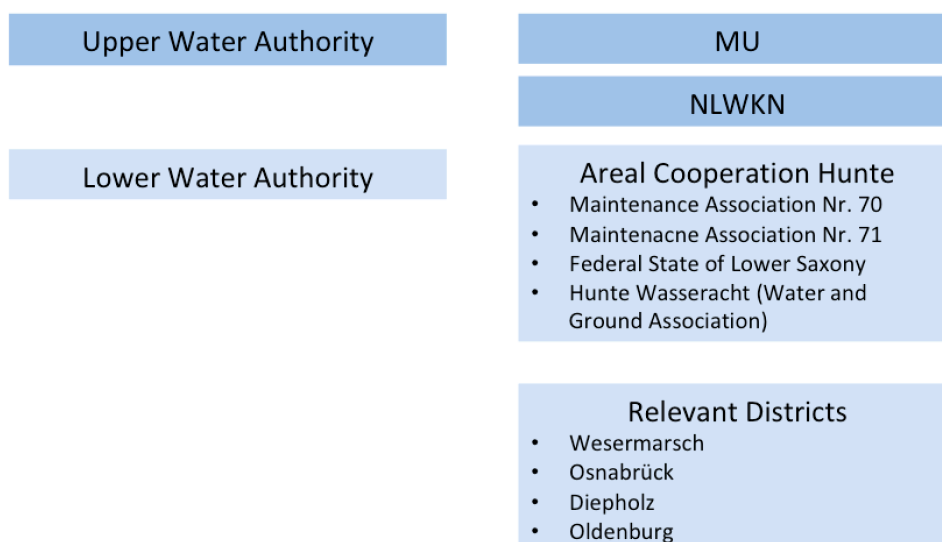 Upper Water Authority
MU
NLWKN
Lower Water Authority
Areal Cooperation Hunte
• Maintenance Association Nr. 70
• Maintenacne Association Nr. 71
• Federal State of Lower Saxony
• Hunte Wasseracht (Water and
Ground Association)
Relevant Districts
• Wesermarsch
• Osnabrück
• Diepholz
• Oldenburg